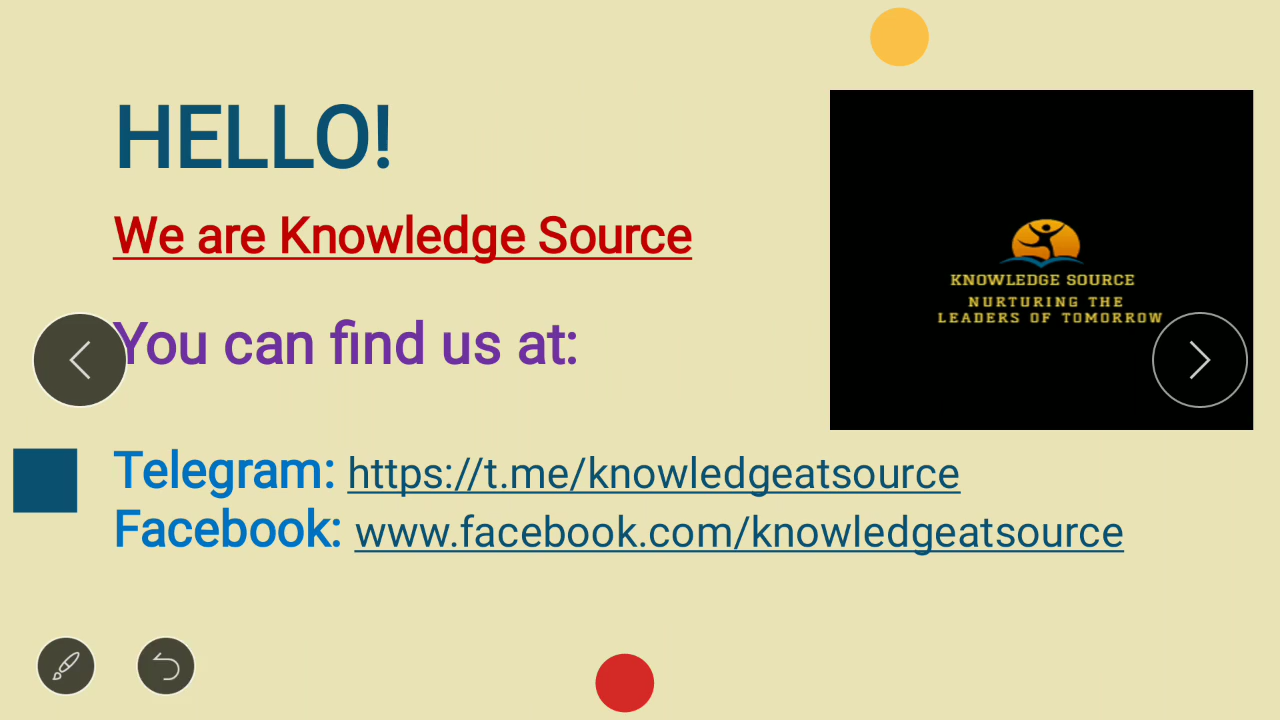 HELLO!
We are Knowledge Source
You can find us at:
KNOWLEDGE SOURCE
NURTURING THE
LEADERS OF TOMORROW
Telegram: https://t.me/knowledgeatsource
Facebook: www.facebook.com/knowledgeatsource